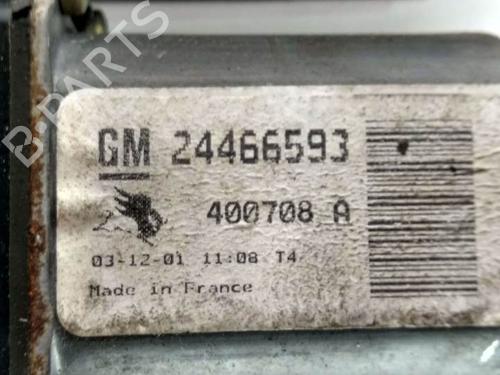 B-PARTS
GM 24466593
400708 A
03-12-01 11:08 T4
Made in France